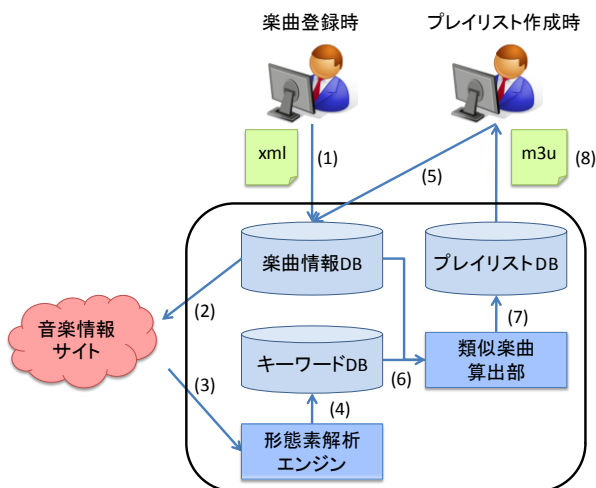 楽曲登録時
プレイリスト作成時
xml
(1)
(5)
m3u
(8)
楽曲情報DB
プレイリストDB
(2)
(7)
音楽情報
サイト
キーワードDB
(6)
類似楽曲
算出部
(3)
(4)
形態素解析
エンジン